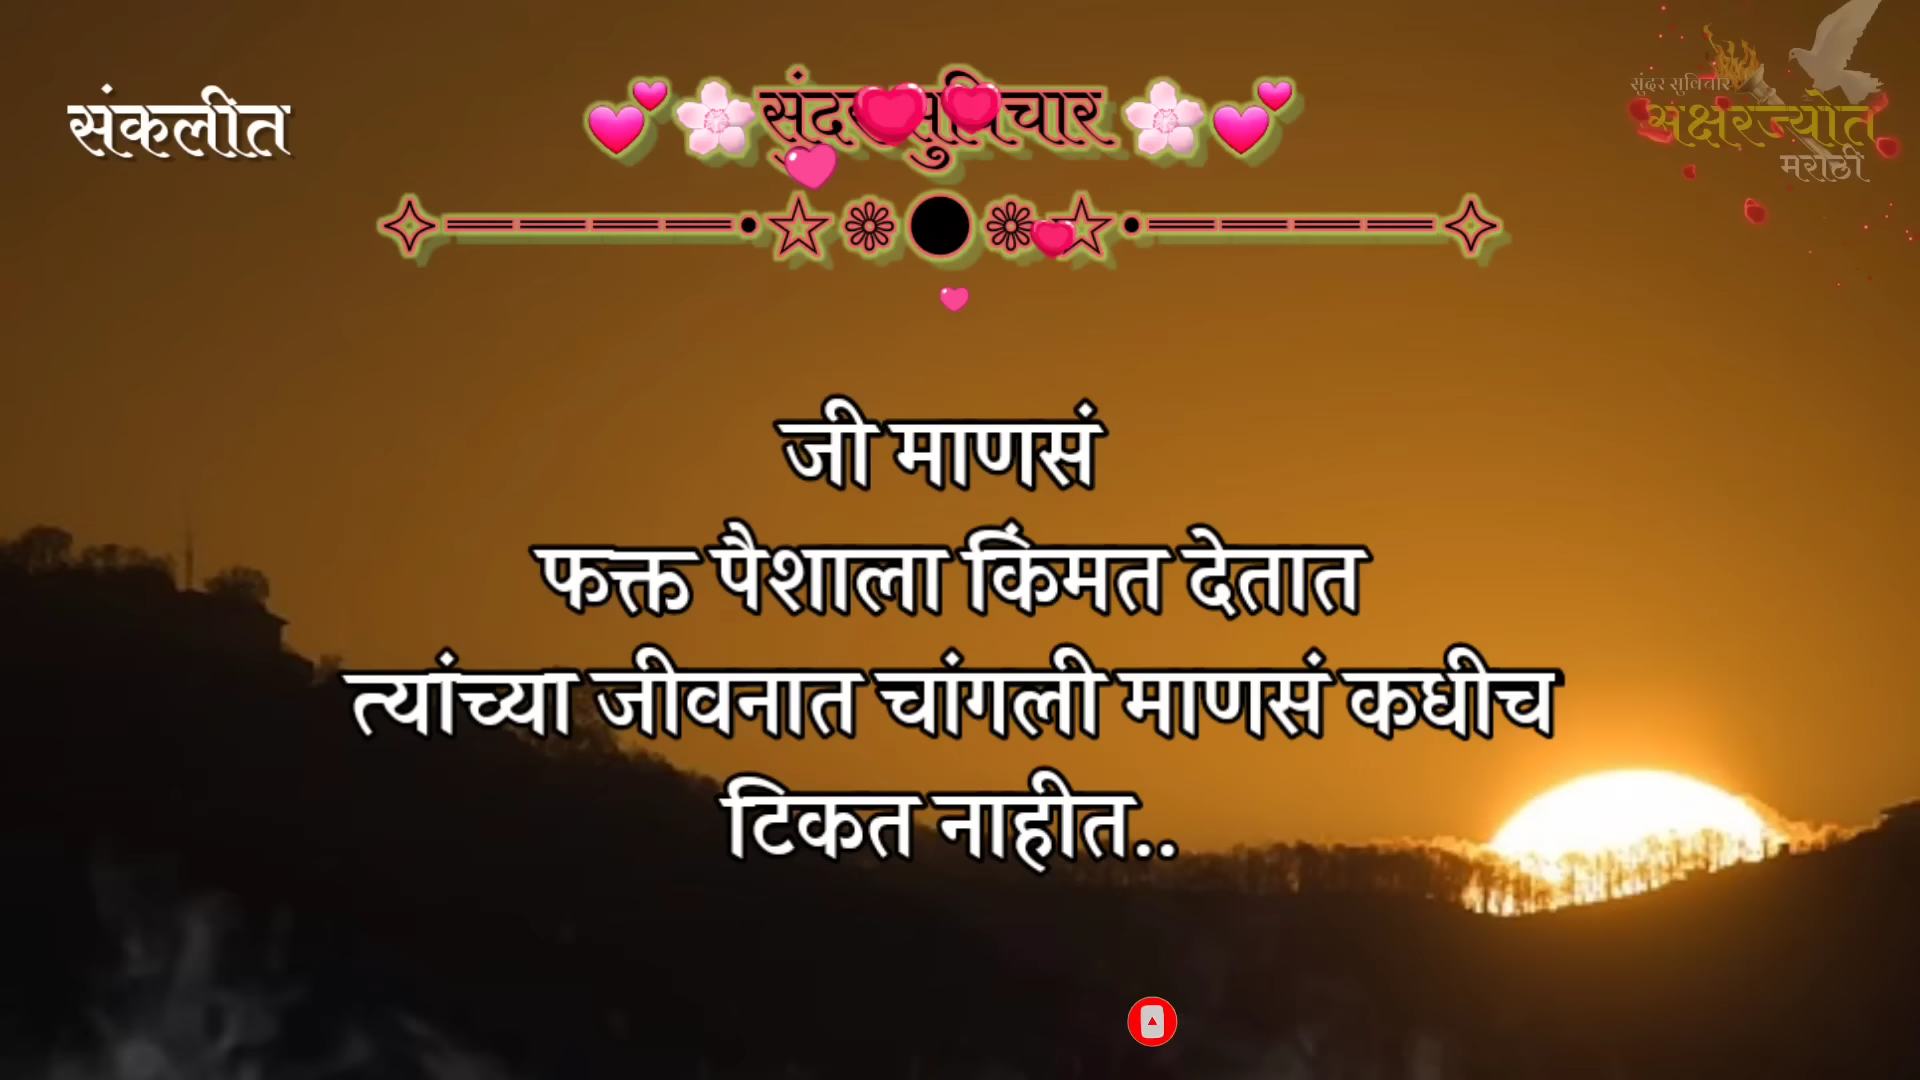 संकलीत
💕🌸सुंदर सुविचार🌸💕
जी माणसं
फक्त पैशाला किंमत देतात
त्यांच्या जीवनात चांगली माणसं कधीच
टिकत नाहीत..
सुंदर सुविचार
अक्षरज्योत
मराठी